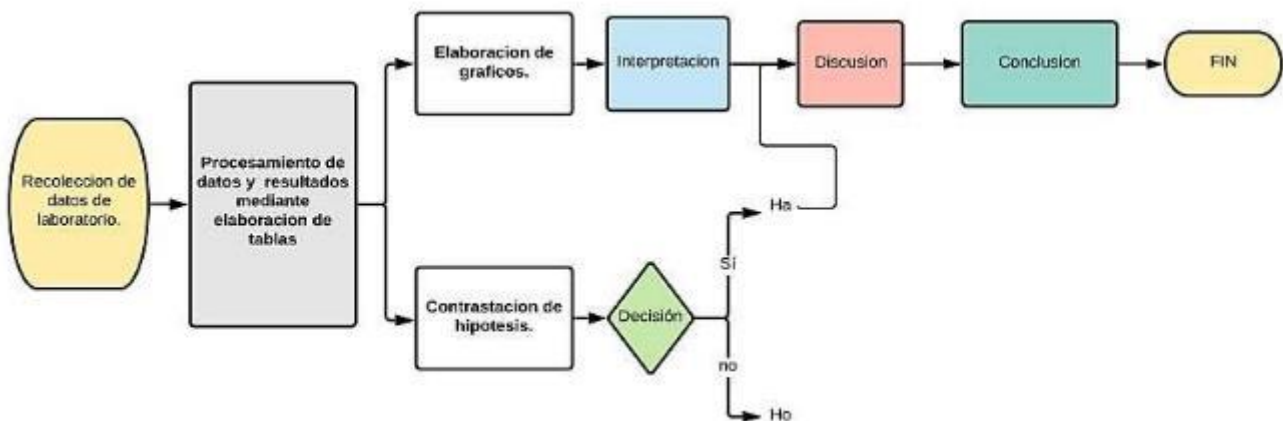 Recoleccion de
datos de
laboratorio.
Procesamiento de
datos y resultados
mediante
elaboracion de
tablas
Elaboracion de
graficos.
Interpretacion
Discusion
Conclusion
FIN
Contrastacion de
hipotesis.
Decisión
Sí
Ha
no
Ho